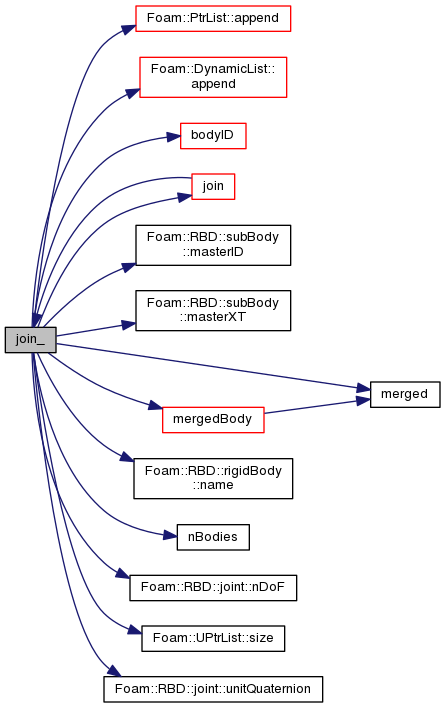 Foam::PtrList::append
Foam::DynamicList::
append
bodyID
join
Foam::RBD::subBody
::masterID
Foam::RBD::subBody
::masterXT
join_
merged
mergedBody
Foam::RBD::rigidBody
::name
nBodies
Foam::RBD::joint::nDoF
Foam::UPtrList::size
Foam::RBD::joint::unitQuaternion